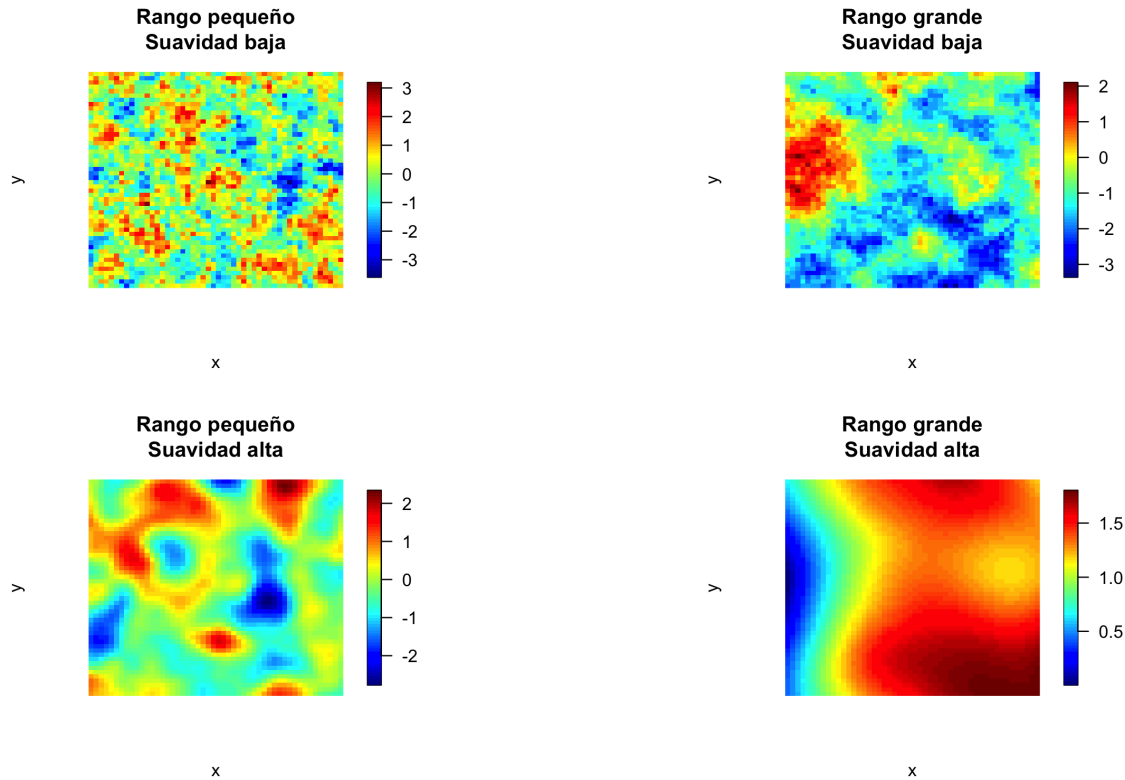 Rango pequeño
Suavidad baja
y
3
2
1
0
-1
-2
-3
x
Rango grande
Suavidad baja
y
2
1
0
-1
-2
-3
x
Rango pequeño
Suavidad alta
y
2
1
0
-1
-2
x
Rango grande
Suavidad alta
y
1.5
1.0
0.5
x